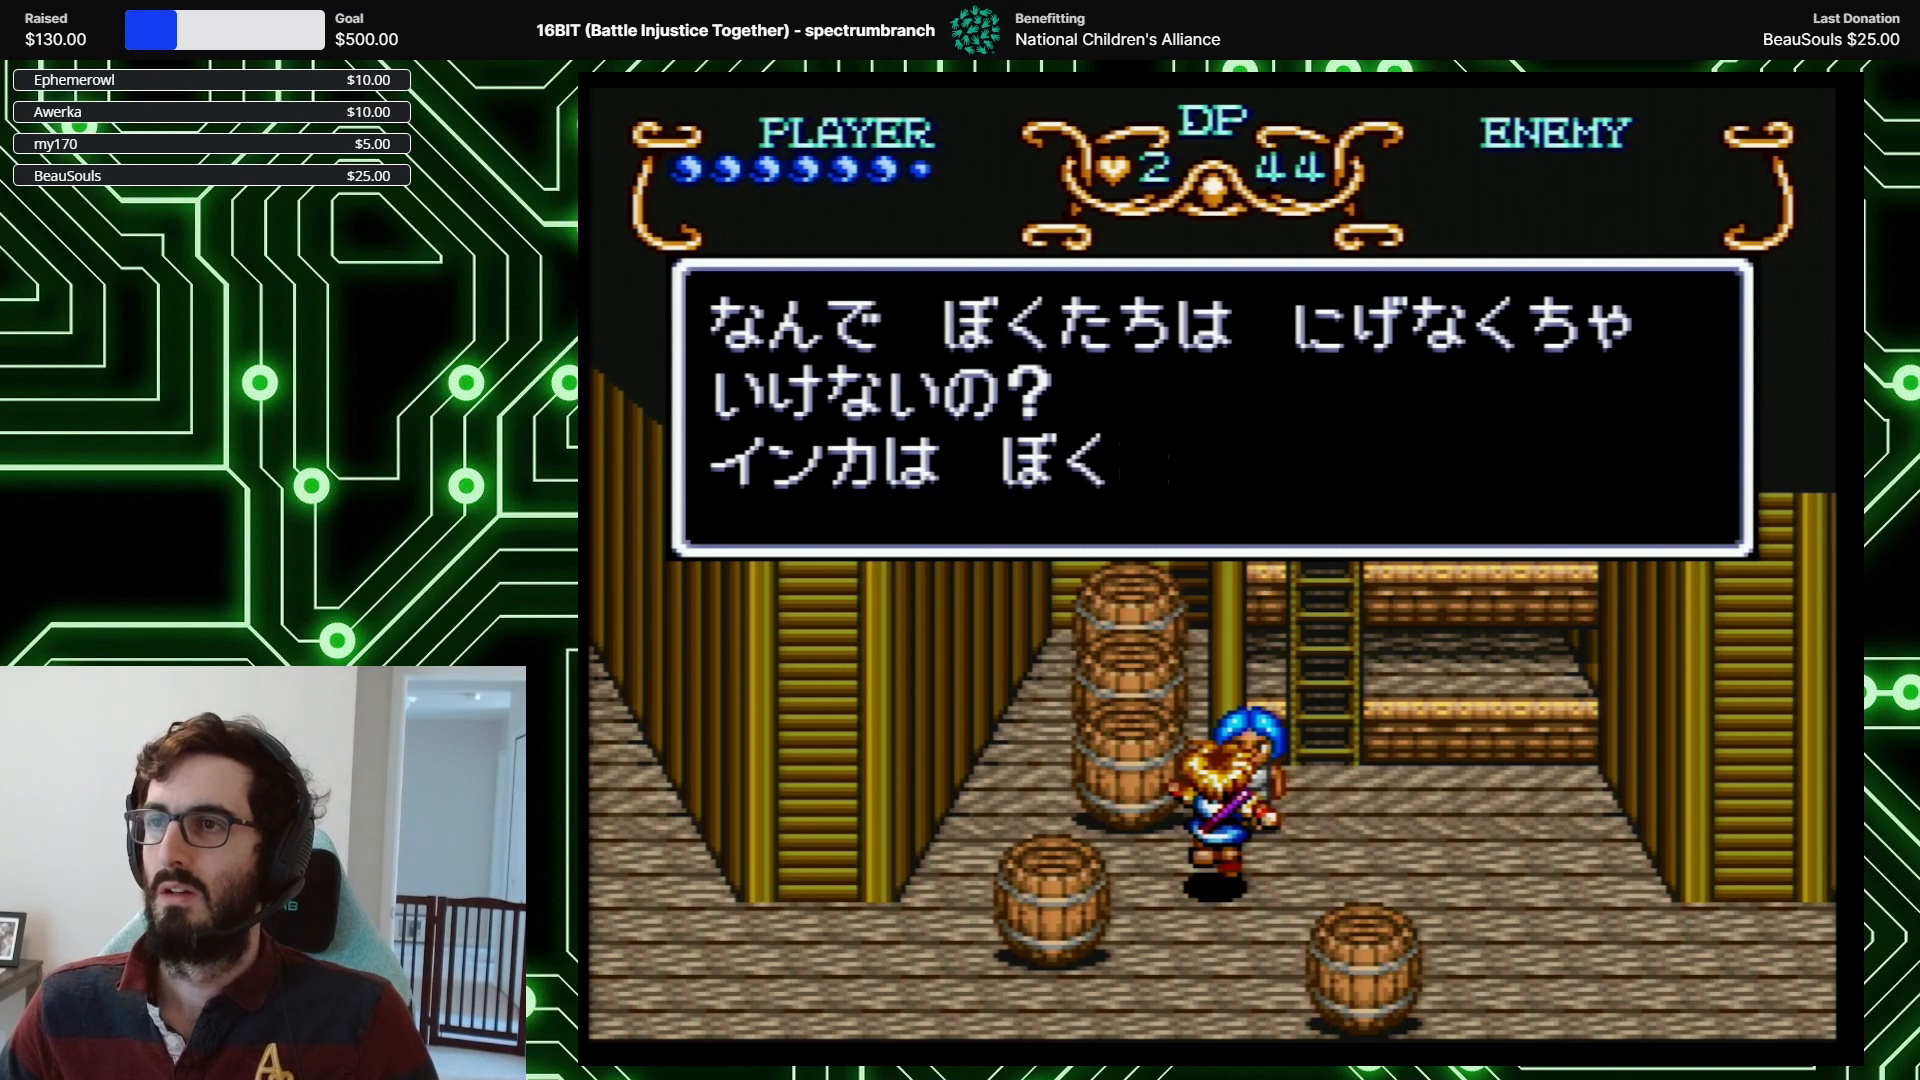 Raised
$130.00
Goal
$500.00
16BIT (Battle Injustice Together) - spectrumbranch
Benefitting
National Children's Alliance
Last Donation
BeauSouls $25.00
Ephemerowl $10.00
Awerka $10.00
my170 $5.00
BeauSouls $25.00
PLAYER
DP
2 44
ENEMY
なんで　ぼくたちは　にげなくちゃ
いけないの?
インカは　ぼく